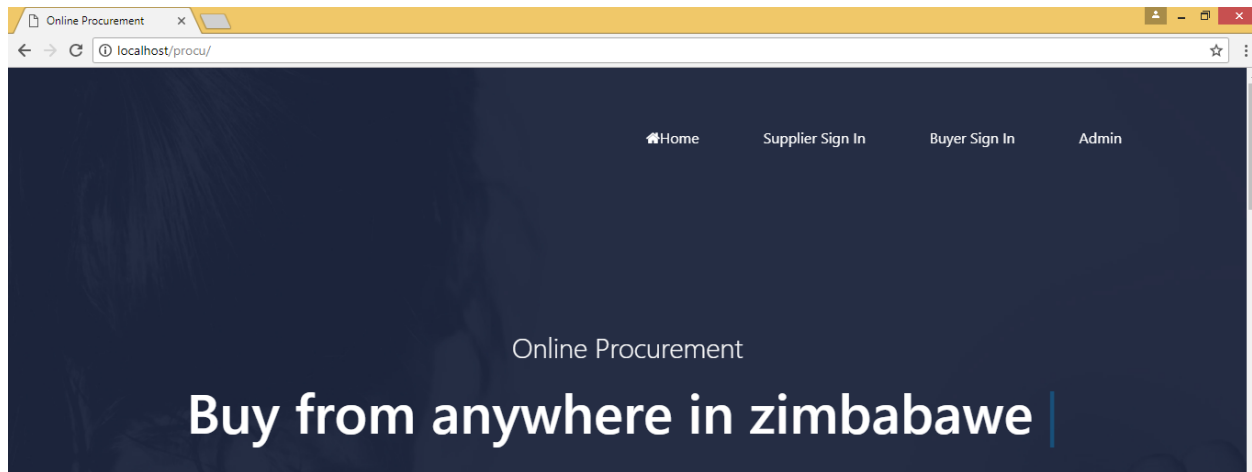 Online Procurement
localhost/procu/
Home Supplier Sign In Buyer Sign In Admin
Online Procurement
Buy from anywhere in zimbabawe